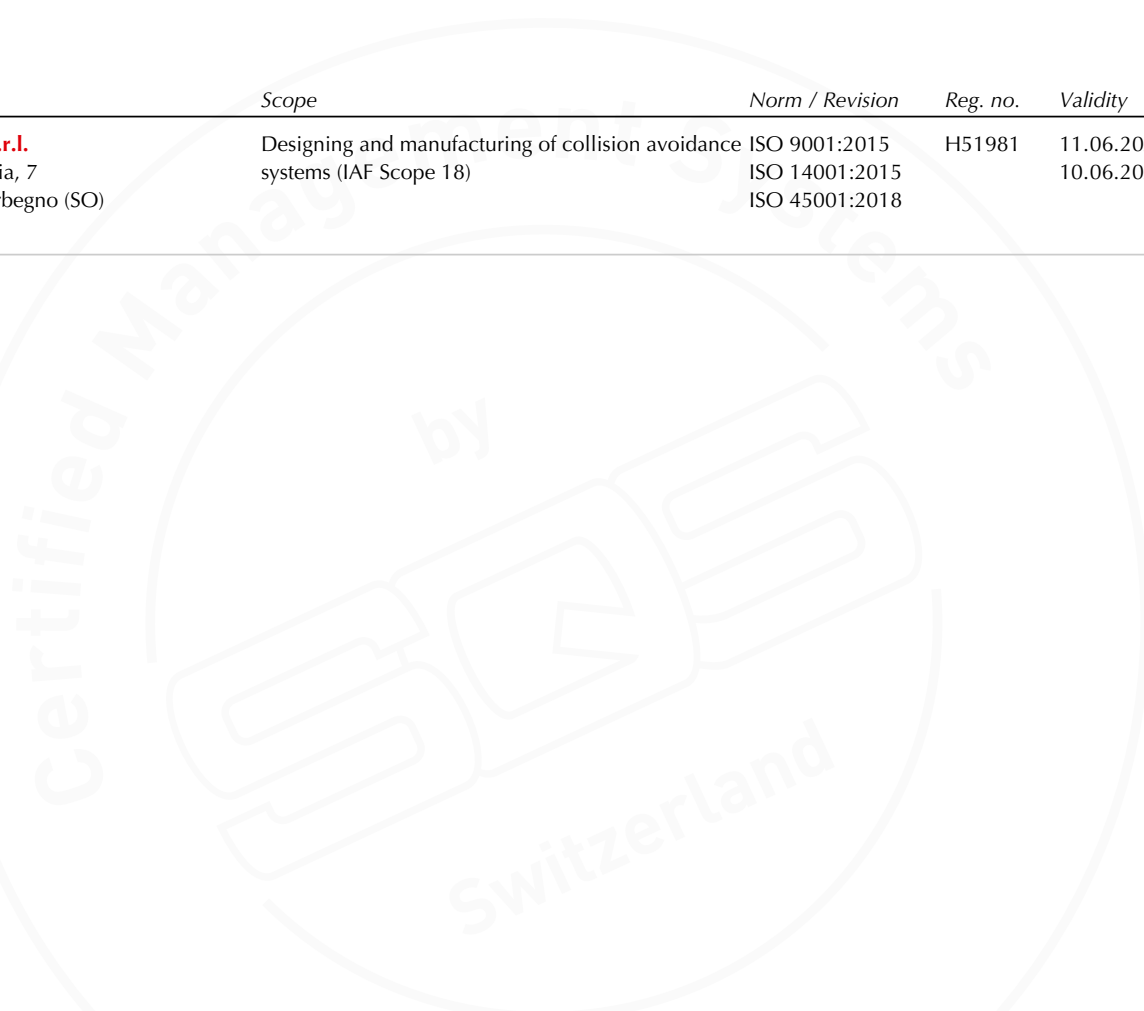 Scope Norm / Revision Reg. no. Validity
.r.l. Designing and manufacturing of collision avoidance ISO 9001:2015 H51981 11.06.20
ia, 7 systems (IAF Scope 18) ISO 14001:2015 10.06.20
begno (SO) ISO 45001:2018
Certified Management Systems
by
SQS
Switzerland